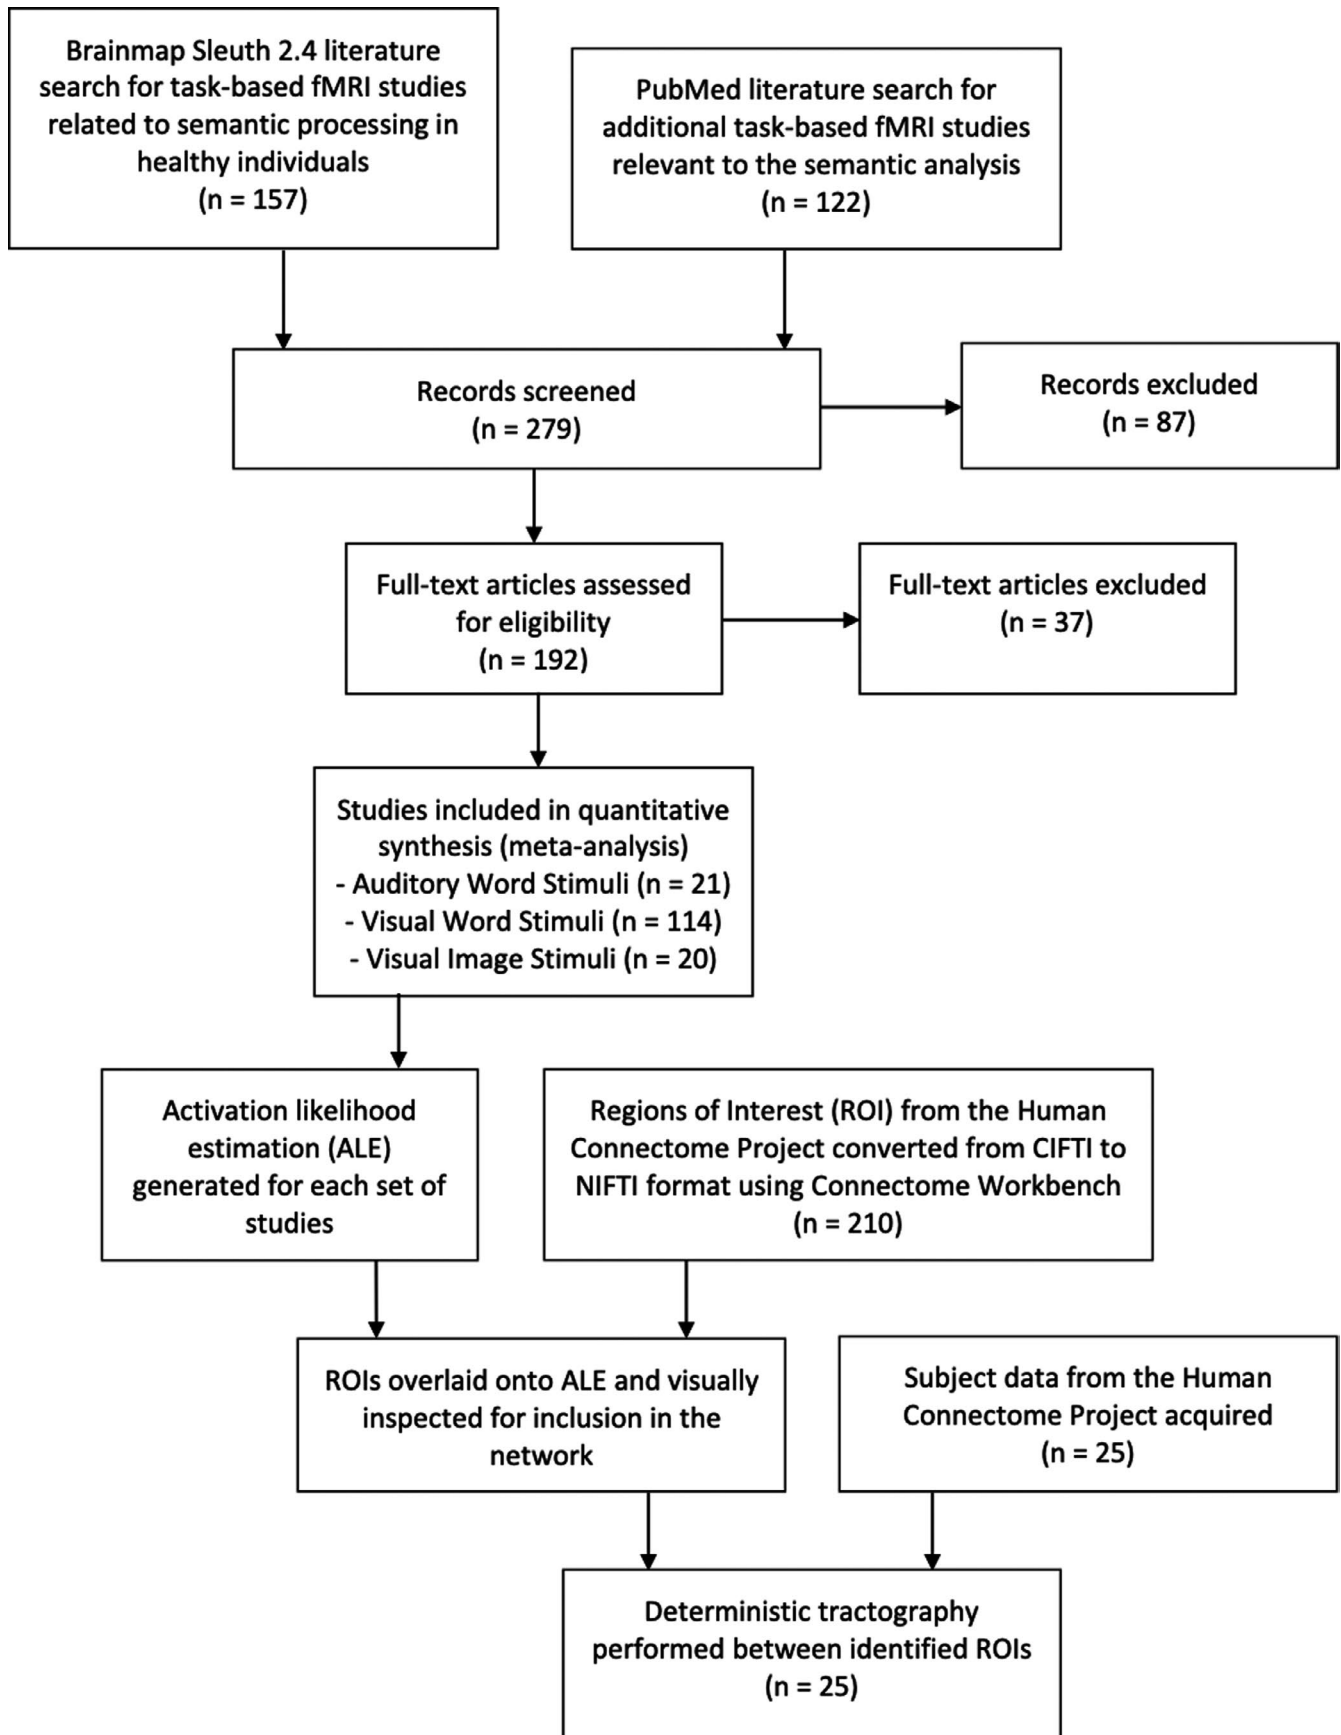 Brainmap Sleuth 2.4 literature
search for task-based fMRI studies
related to semantic processing in
healthy individuals
(n = 157)
PubMed literature search for
additional task-based fMRI studies
relevant to the semantic analysis
(n = 122)
Records screened
(n = 279)
Records excluded
(n = 87)
Full-text articles assessed
for eligibility
(n = 192)
Full-text articles excluded
(n = 37)
Studies included in quantitative
synthesis (meta-analysis)
- Auditory Word Stimuli (n = 21)
- Visual Word Stimuli (n = 114)
- Visual Image Stimuli (n = 20)
Activation likelihood
estimation (ALE)
generated for each set of
studies
Regions of Interest (ROI) from the Human
Connectome Project converted from CIFTI to
NIFTI format using Connectome Workbench
(n = 210)
ROIs overlaid onto ALE and visually
inspected for inclusion in the
network
Subject data from the Human
Connectome Project acquired
(n = 25)
Deterministic tractography
performed between identified ROIs
(n = 25)